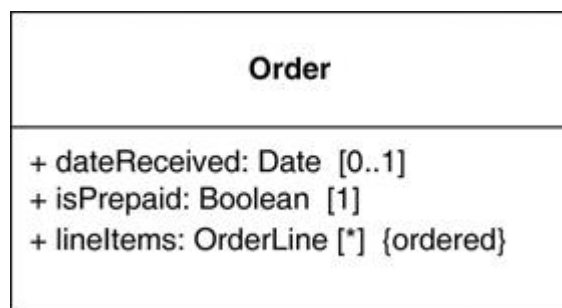 Order
+ dateReceived: Date [0..1]
+ isPrepaid: Boolean [1]
+ lineItems: OrderLine [*] {ordered}